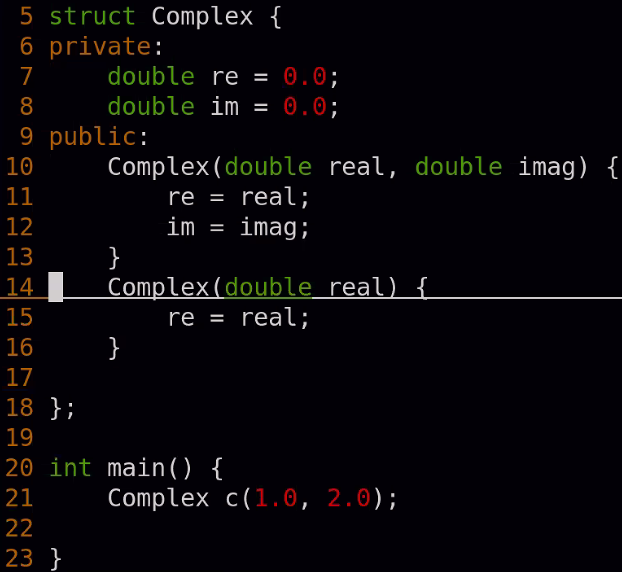 5 struct Complex {
6 private:
7     double re = 0.0;
8     double im = 0.0;
9 public:
10     Complex(double real, double imag) {
11         re = real;
12         im = imag;
13     }
14     Complex(double real) {
15         re = real;
16     }
17
18 };
19
20 int main() {
21     Complex c(1.0, 2.0);
22
23 }